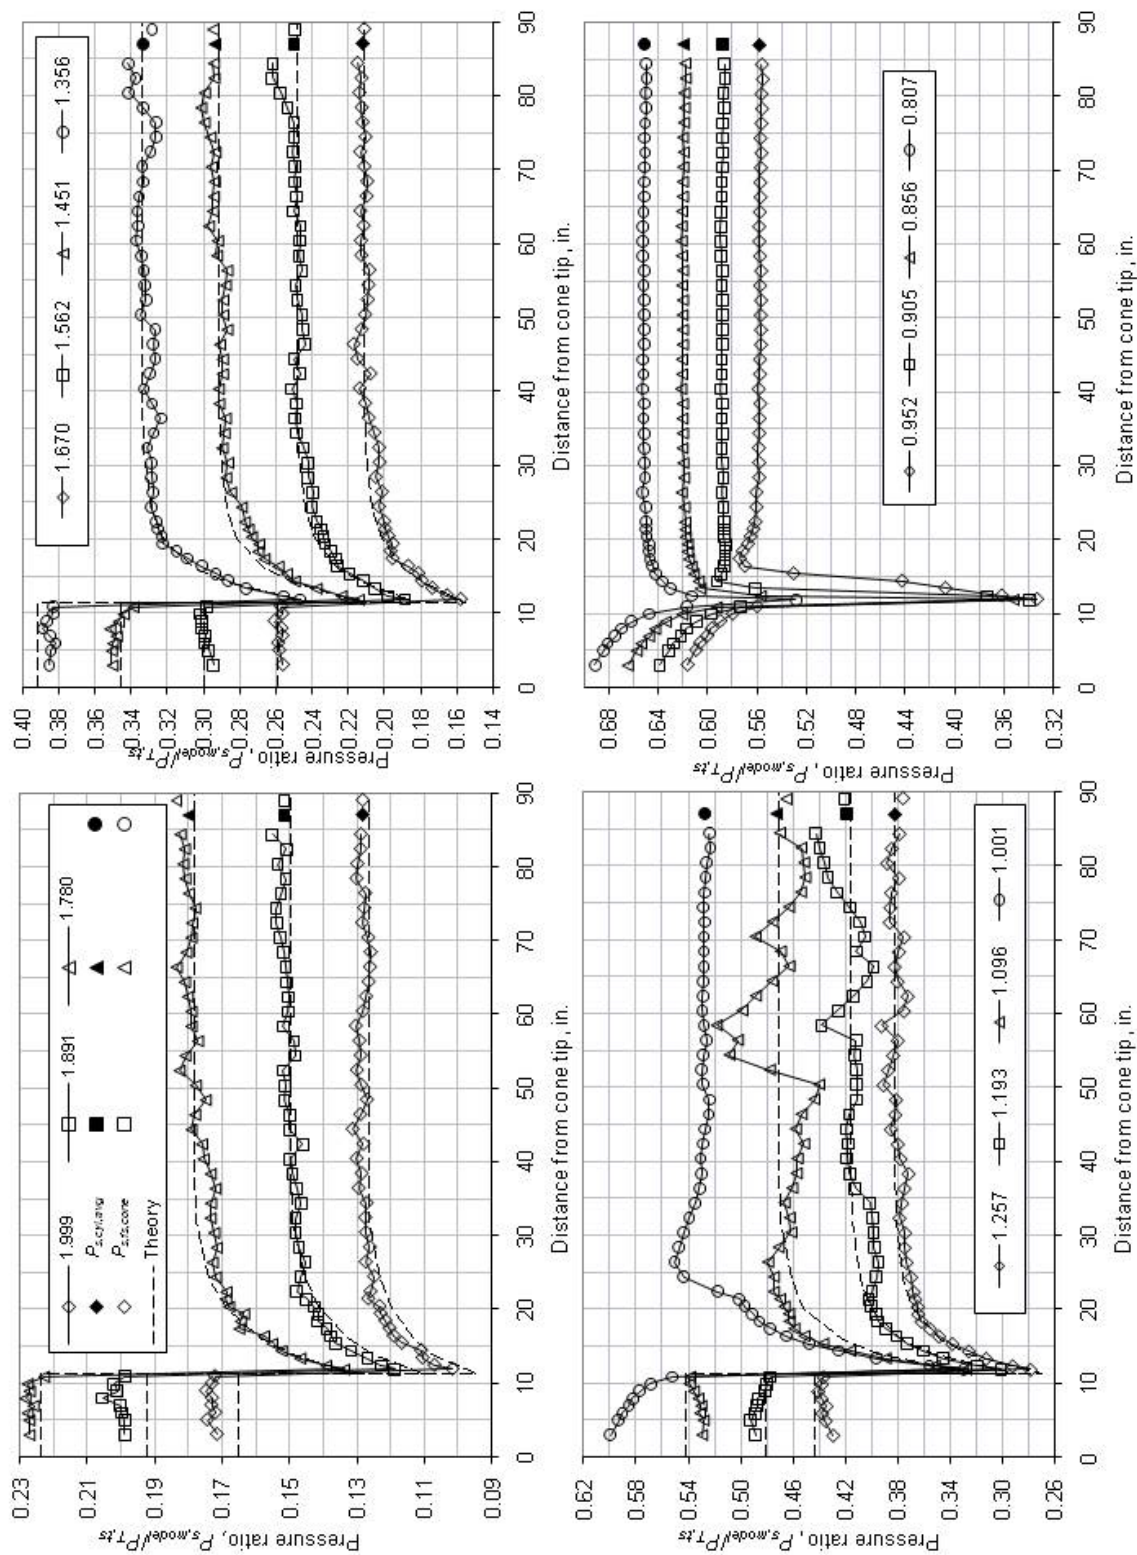 0.23
0.21
0.19
0.17
0.15
0.13
0.11
0.09
Pressure ratio, P s,model/P T,ts
1.999 1.891 1.780
P s,cyl,avg
P s,fs,cone
Theory
0 10 20 30 40 50 60 70 80 90
Distance from cone tip, in.
0.40
0.38
0.36
0.34
0.32
0.30
0.28
0.26
0.24
0.22
0.20
0.18
0.16
0.14
Pressure ratio, P s,model/P T,ts
1.670 1.562 1.451 1.356
0 10 20 30 40 50 60 70 80 90
Distance from cone tip, in.
0.62
0.58
0.54
0.50
0.46
0.42
0.38
0.34
0.30
0.26
Pressure ratio, P s,model/P T,ts
1.257 1.193 1.096 1.001
0 10 20 30 40 50 60 70 80 90
Distance from cone tip, in.
0.68
0.64
0.60
0.56
0.52
0.48
0.44
0.40
0.36
0.32
Pressure ratio, P s,model/P T,ts
0.952 0.905 0.856 0.807
0 10 20 30 40 50 60 70 80 90
Distance from cone tip, in.